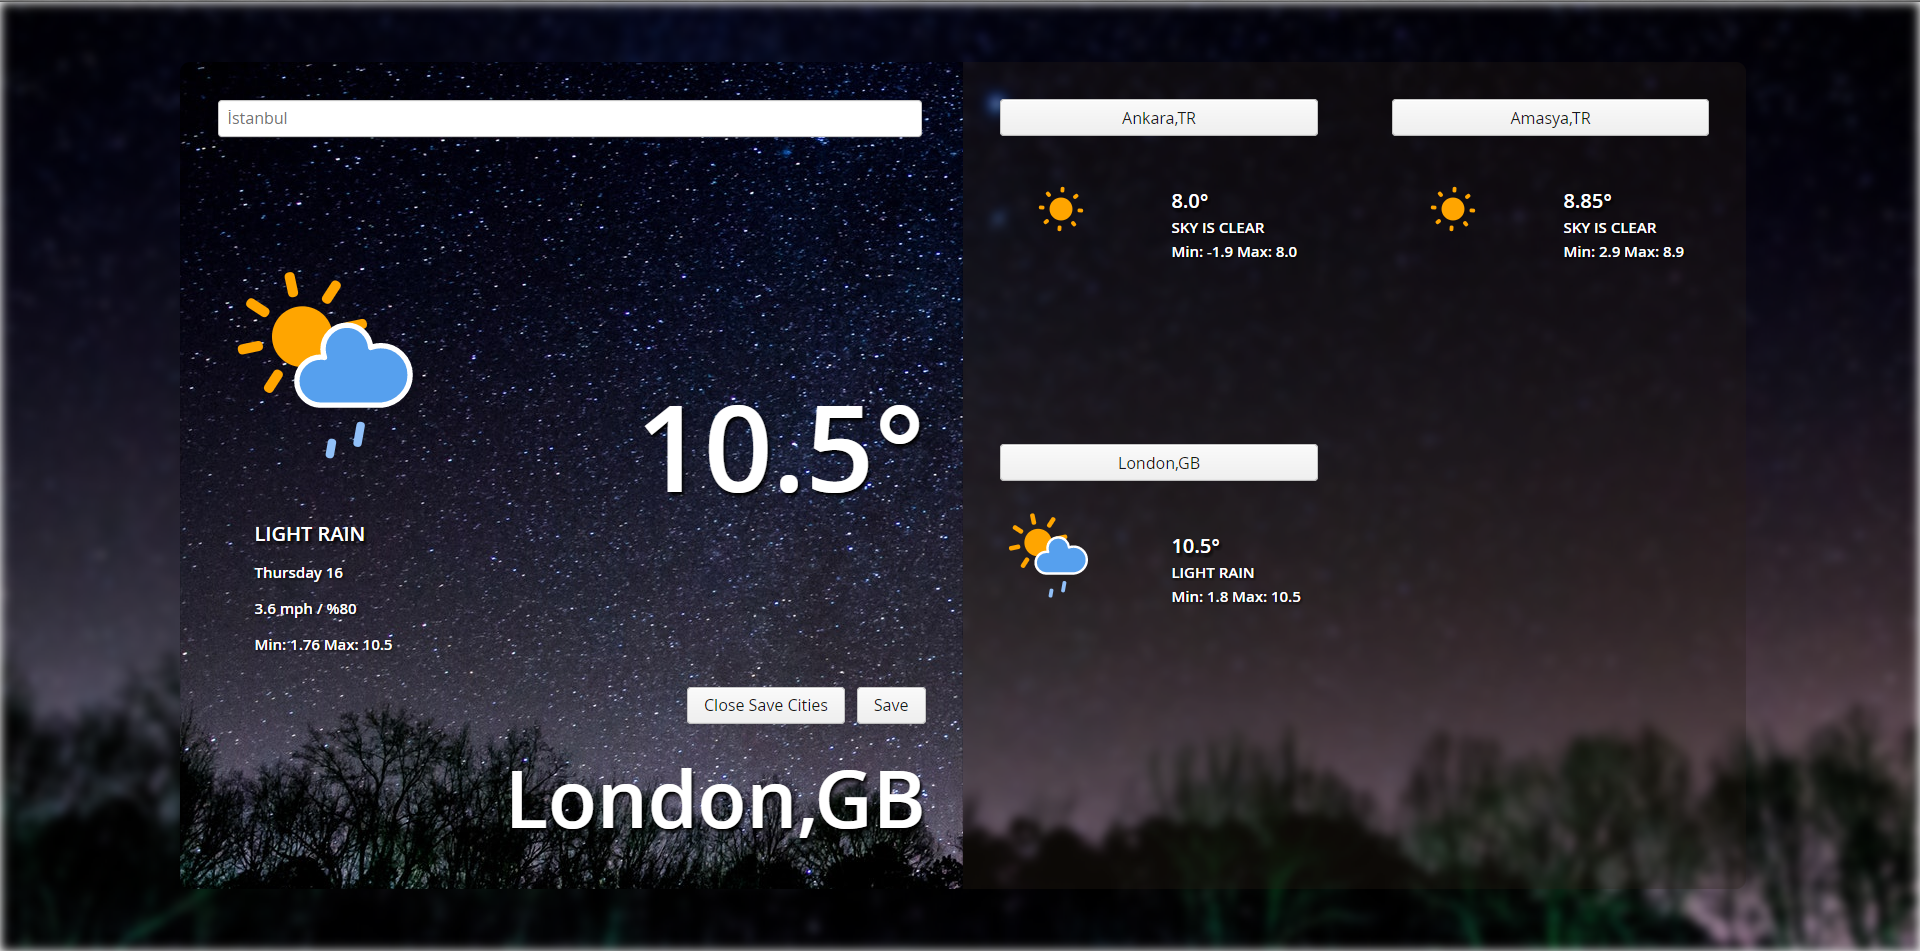 İstanbul
10.5°
LIGHT RAIN
Thursday 16
3.6 mph / %80
Min: 1.76 Max: 10.5
Close Save Cities
Save
London,GB
Ankara,TR
8.0°
SKY IS CLEAR
Min: -1.9 Max: 8.0
Amasya,TR
8.85°
SKY IS CLEAR
Min: 2.9 Max: 8.9
London,GB
10.5°
LIGHT RAIN
Min: 1.8 Max: 10.5